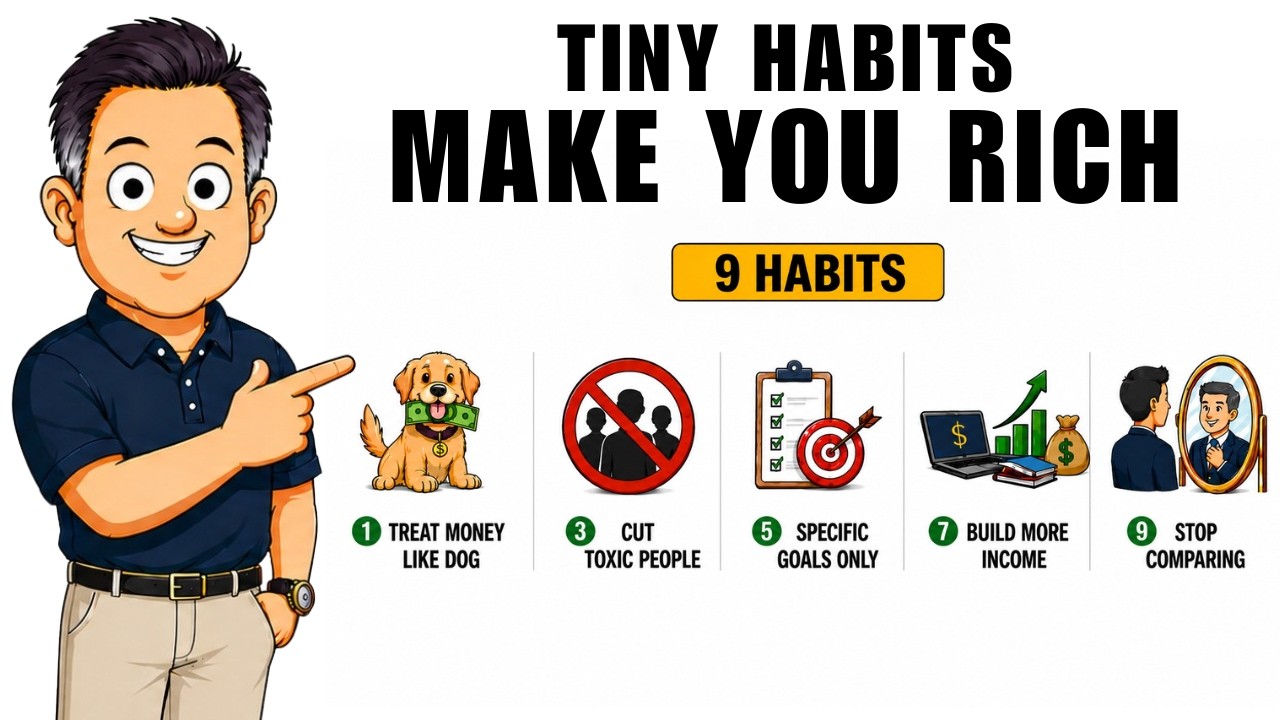 TINY HABITS
MAKE YOU RICH
9 HABITS
$
$
$
1 TREAT MONEY
LIKE DOG
3 CUT
TOXIC PEOPLE
5 SPECIFIC
GOALS ONLY
7 BUILD MORE
INCOME
9 STOP
COMPARING